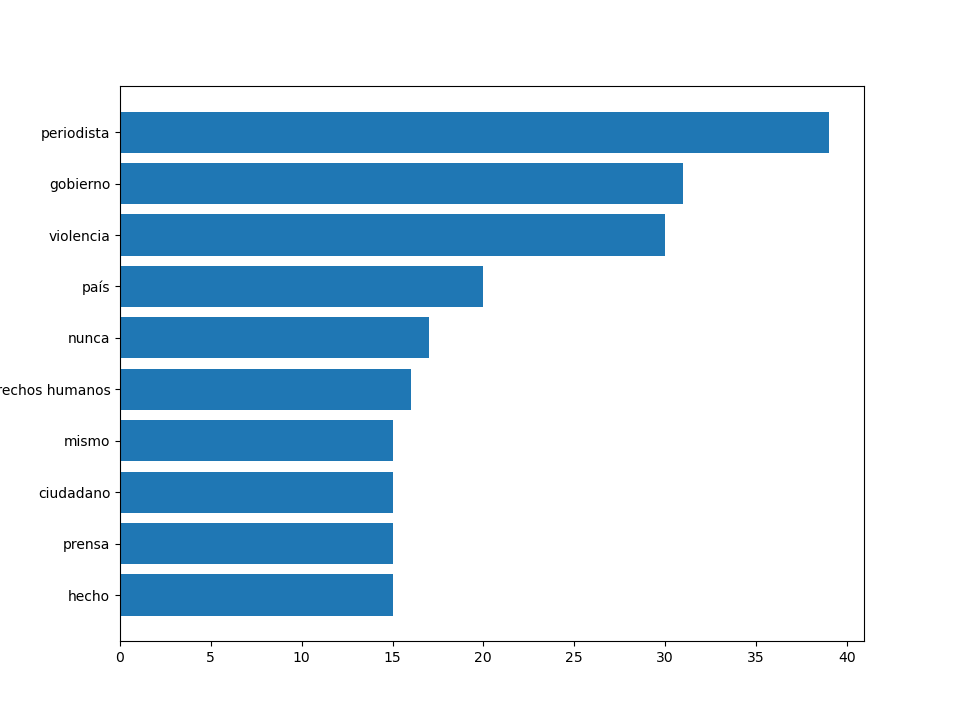 periodista
gobierno
violencia
país
nunca
rechos humanos
mismo
ciudadano
prensa
hecho
0 5 10 15 20 25 30 35 40